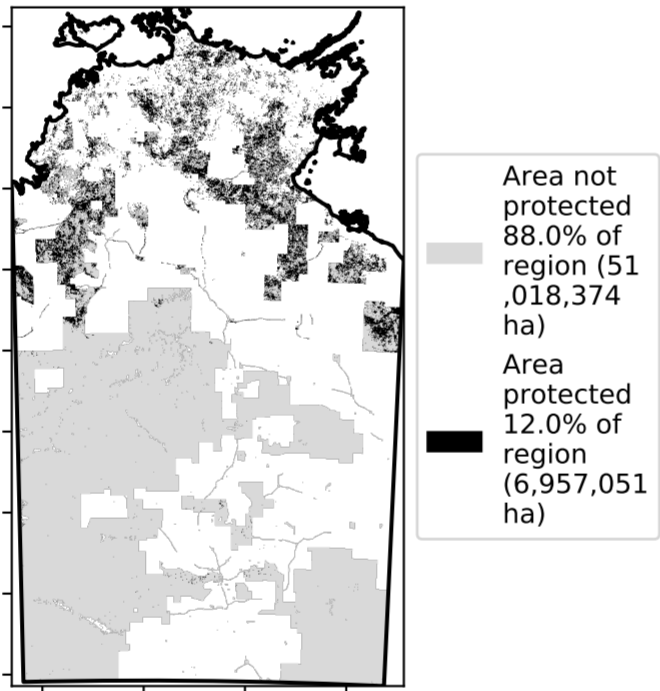 Area not
protected
88.0% of
region (51
,018,374
ha)
Area
protected
12.0% of
region
(6,957,051
ha)